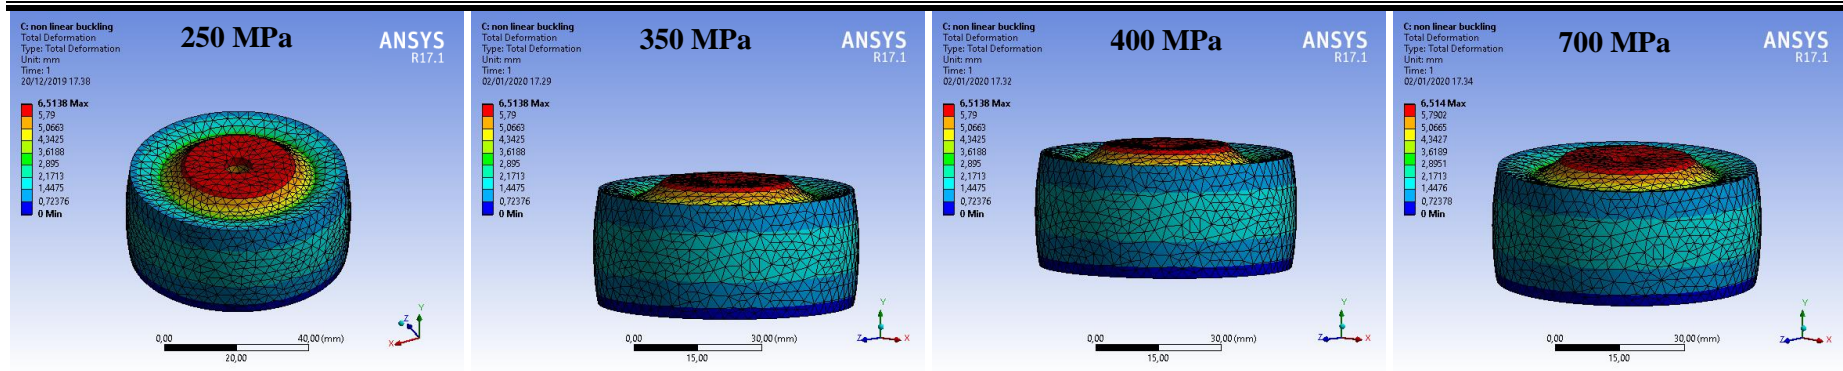 C: non linear buckling
Total Deformation
Type: Total Deformation
Unit: mm
Time: 1
20/12/2019 17.38
250 MPa
ANSYS
R17.1
6,5138 Max
5,79
5,0663
4,3425
3,6188
2,895
2,1713
1,4475
0,72376
0 Min
Y
Z
X
0,00
40,00 (mm)
20,00
C: non linear buckling
Total Deformation
Type: Total Deformation
Unit: mm
Time: 1
02/01/2020 17.29
350 MPa
ANSYS
R17.1
6,5138 Max
5,79
5,0663
4,3425
3,6188
2,895
2,1713
1,4475
0,72376
0 Min
Y
Z
X
0,00
30,00 (mm)
15,00
C: non linear buckling
Total Deformation
Type: Total Deformation
Unit: mm
Time: 1
02/01/2020 17.32
400 MPa
ANSYS
R17.1
6,5138 Max
5,79
5,0663
4,3425
3,6188
2,895
2,1713
1,4475
0,72376
0 Min
Y
Z
X
0,00
30,00 (mm)
15,00
C: non linear buckling
Total Deformation
Type: Total Deformation
Unit: mm
Time: 1
02/01/2020 17.34
700 MPa
ANSYS
R17.1
6,514 Max
5,7902
5,0665
4,3427
3,6189
2,8951
2,1713
1,4476
0,72378
0 Min
Y
Z
X
0,00
30,00 (mm)
15,00